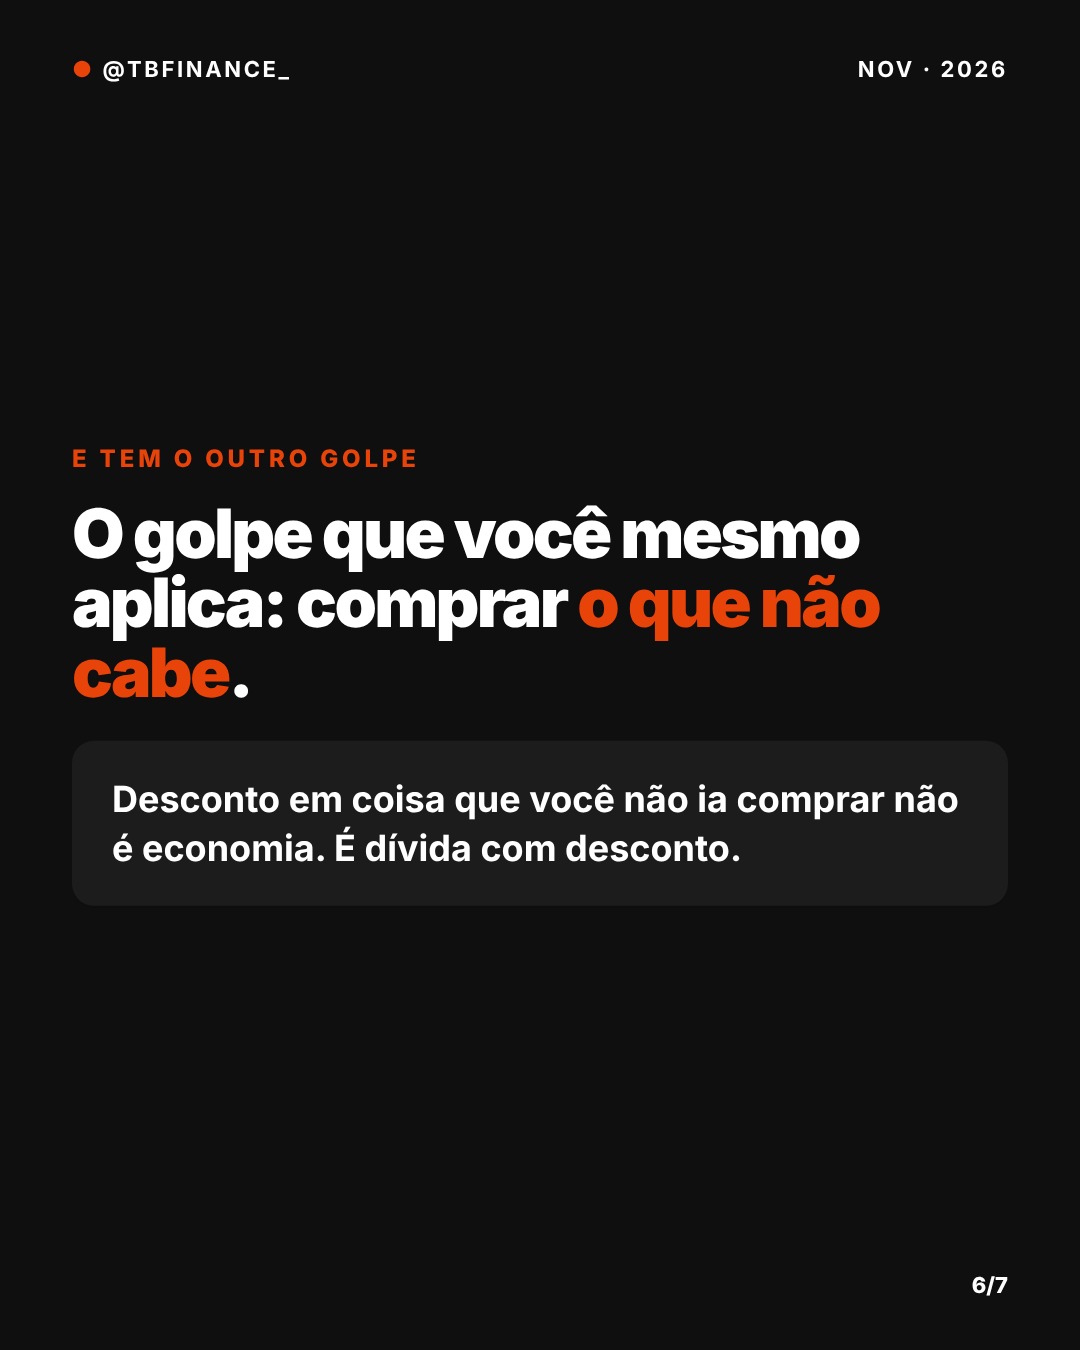 @TBFINANCE_
NOV · 2026
E TEM O OUTRO GOLPE
O golpe que você mesmo
aplica: comprar o que não
cabe.
Desconto em coisa que você não ia comprar não
é economia. É dívida com desconto.
6/7